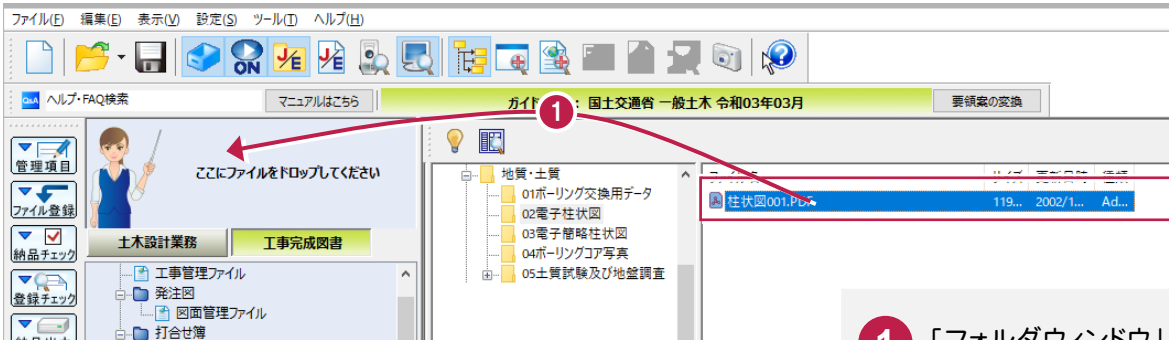 ファイル(F) 編集(E) 表示(V) 設定(S) ツール(T) ヘルプ(H)
ON J/E J/E
Q&A ヘルプ・FAQ検索 マニュアルはこちら : 国土交通省 一般土木 令和03年03月 要領案の変換
1
管理項目
ファイル登録
納品チェック
登録チェック
ここにファイルをドロップしてください
土木設計業務 工事完成図書
工事管理ファイル
発注図
図面管理ファイル
打合せ簿
地質・土質
01ボーリング交換用データ
02電子柱状図
03電子簡略柱状図
04ボーリングコア写真
05土質試験及び地盤調査
柱状図001.PDF 119... 2002/1... Ad...
1 「フォルダウィンドウ」